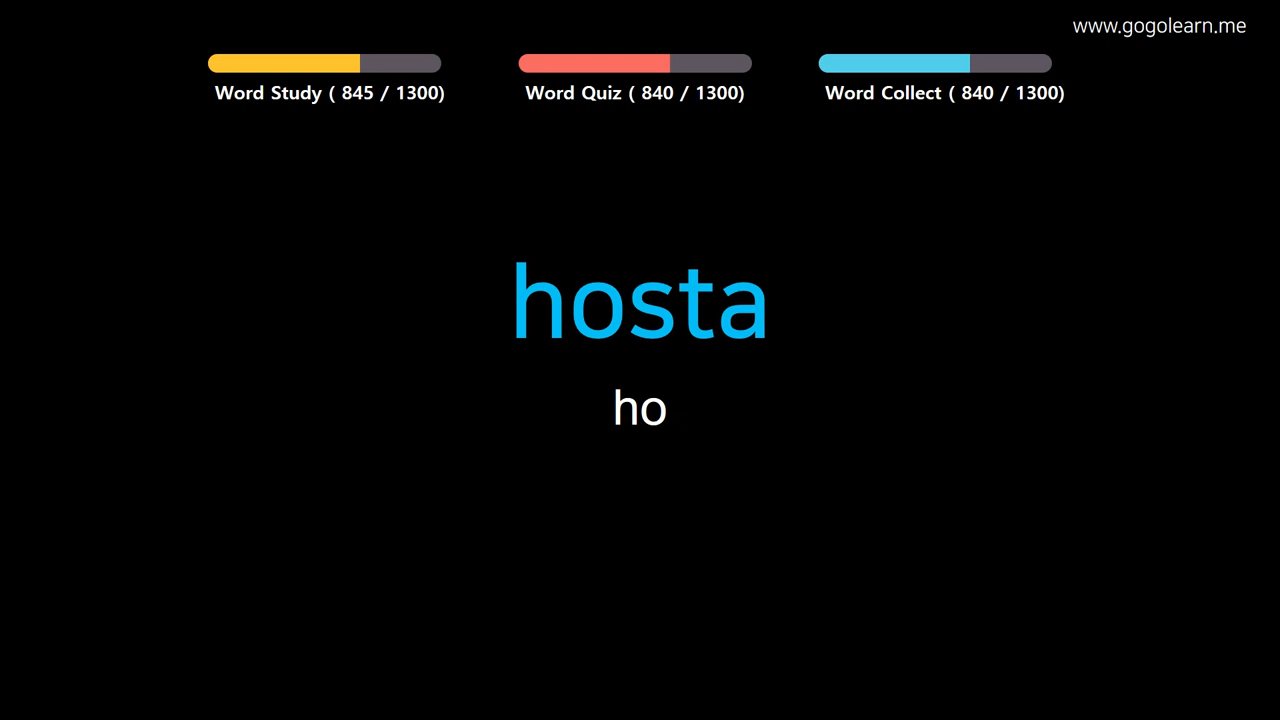 www.gogolearn.me
Word Study ( 845 / 1300)
Word Quiz ( 840 / 1300)
Word Collect ( 840 / 1300)
hosta
ho